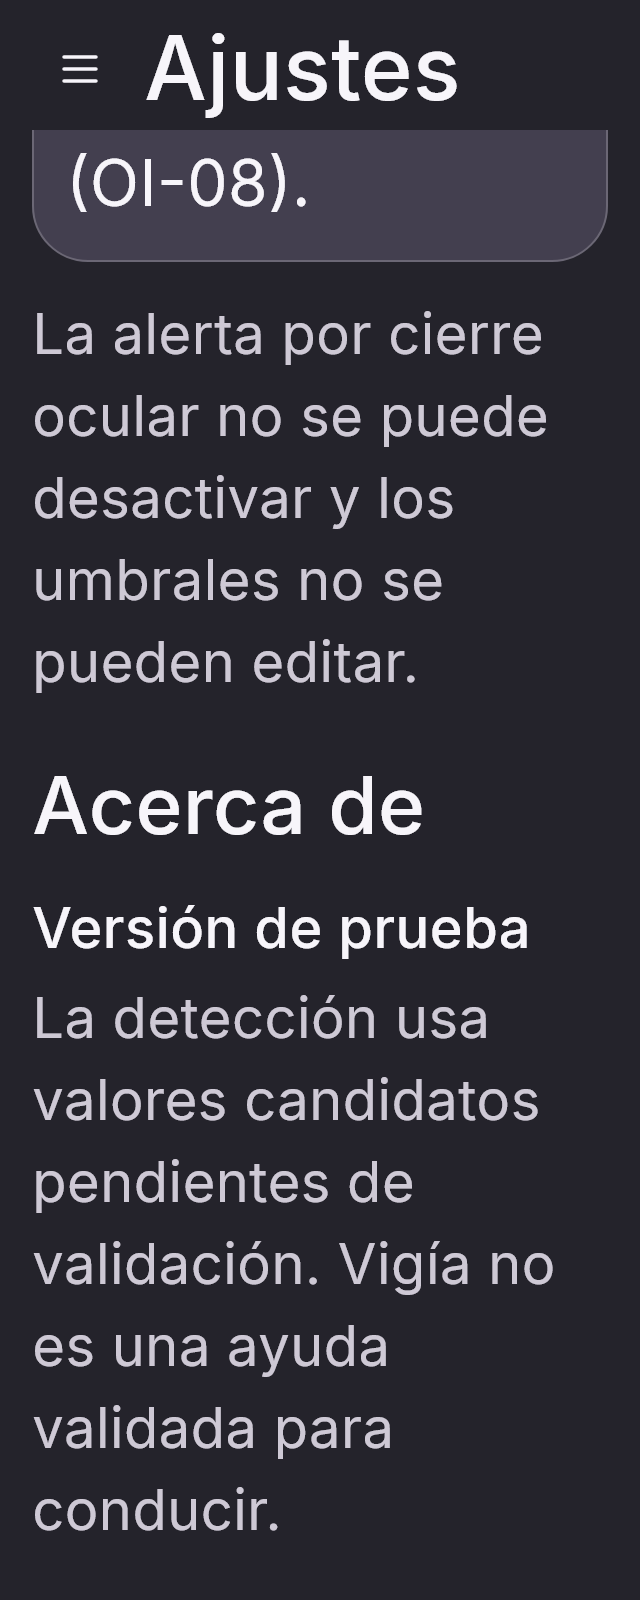 Ajustes
(OI-08).
La alerta por cierre
ocular no se puede
desactivar y los
umbrales no se
pueden editar.
Acerca de
Versión de prueba
La detección usa
valores candidatos
pendientes de
validación. Vigía no
es una ayuda
validada para
conducir.